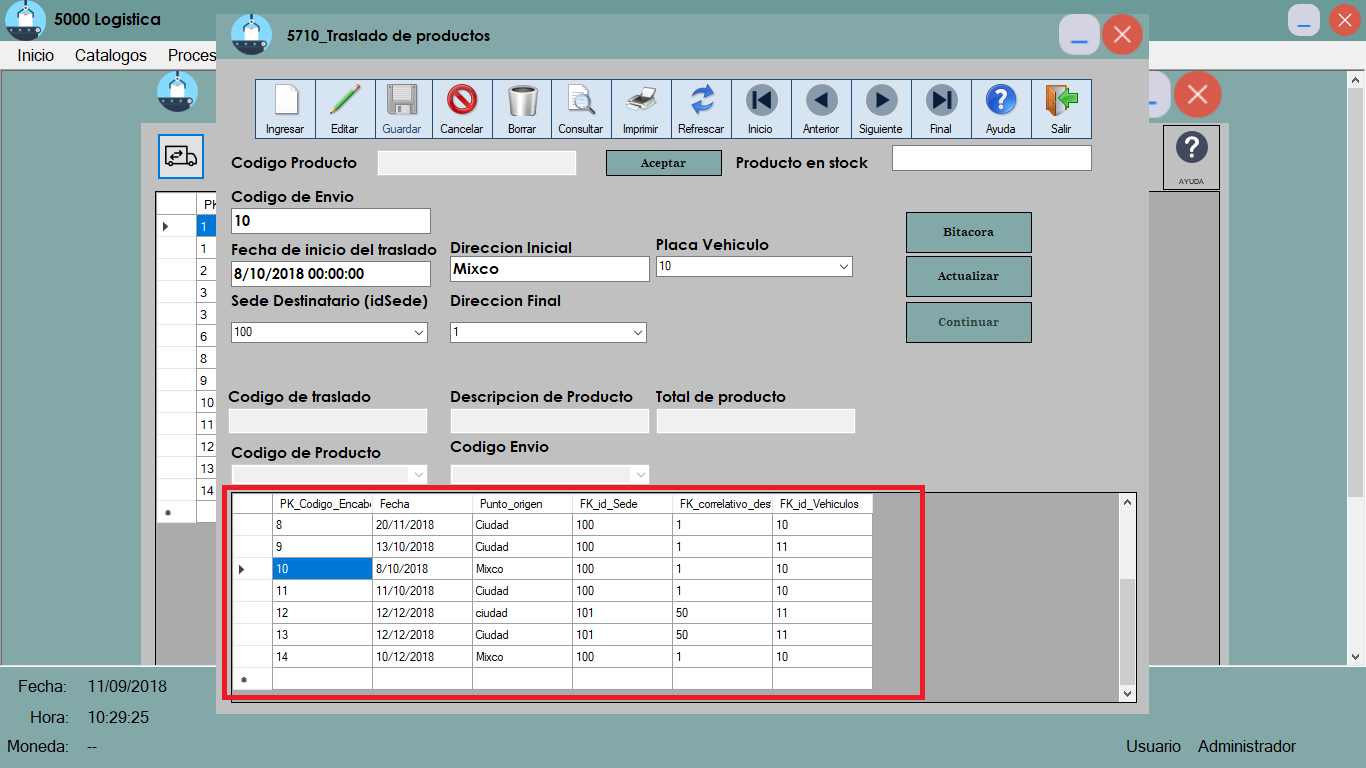 5000 Logistica
Inicio Catalogos Proces
5710_Traslado de productos
Ingresar Editar Guardar Cancelar Borrar Consultar Imprimir Refrescar Inicio Anterior Siguiente Final Ayuda Salir
Codigo Producto Aceptar Producto en stock
AYUDA
Codigo de Envio
10
Bitacora
Fecha de inicio del traslado Direccion Inicial Placa Vehiculo
8/10/2018 00:00:00 Mixco 10
Actualizar
Sede Destinatario (idSede) Direccion Final
100 1
Continuar
Codigo de traslado Descripcion de Producto Total de producto
Codigo de Producto Codigo Envio
PK
1
1
2
3
3
6
8
9
10
11
12
13
14
*
PK_Codigo_Encabe Fecha Punto_origen FK_id_Sede FK_correlativo_des FK_id_Vehiculos
8 20/11/2018 Ciudad 100 1 10
9 13/10/2018 Ciudad 100 1 11
10 8/10/2018 Mixco 100 1 10
11 11/10/2018 Ciudad 100 1 10
12 12/12/2018 ciudad 101 50 11
13 12/12/2018 Ciudad 101 50 11
14 10/12/2018 Mixco 100 1 10
*
Fecha: 11/09/2018
Hora: 10:29:25
Moneda: --
Usuario Administrador